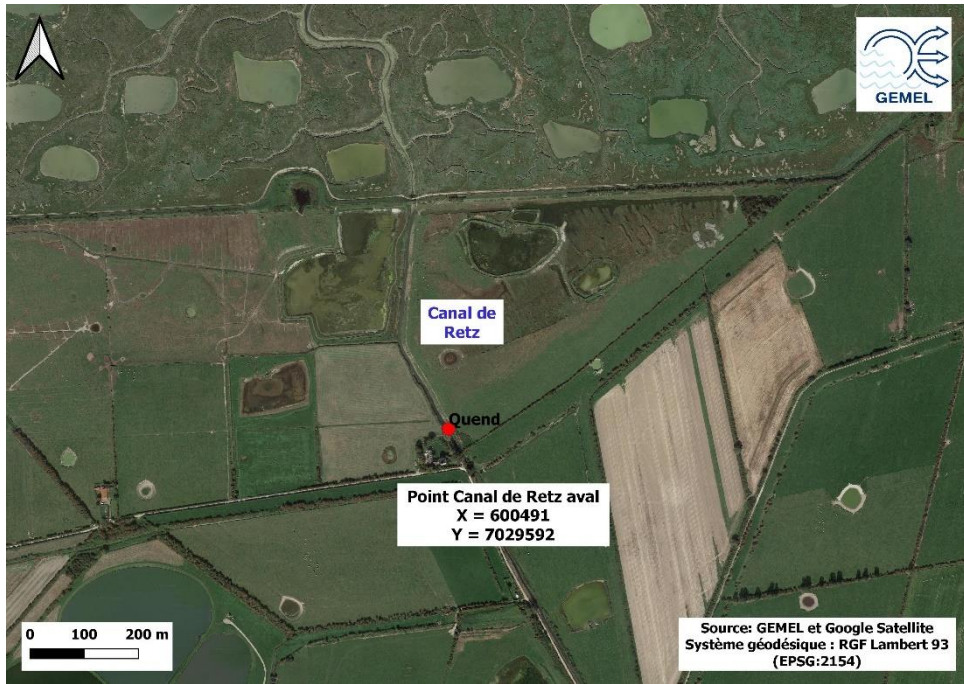 GEMEL
Canal de
Retz
Quend
Point Canal de Retz aval
X = 600491
Y = 7029592
0 100 200 m
Source: GEMEL et Google Satellite
Système géodésique : RGF Lambert 93
(EPSG:2154)